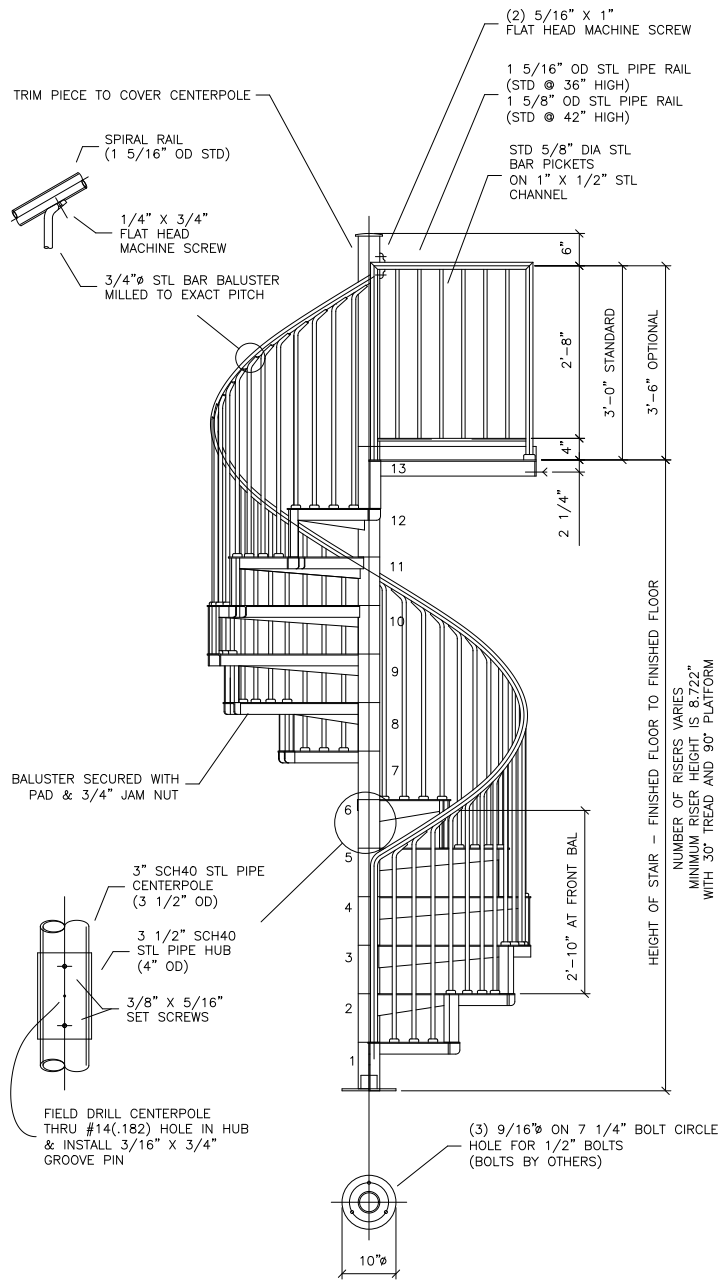 (2) 5/16" X 1"
FLAT HEAD MACHINE SCREW
1 5/16" OD STL PIPE RAIL
(STD @ 36" HIGH)
1 5/8" OD STL PIPE RAIL
(STD @ 42" HIGH)
TRIM PIECE TO COVER CENTERPOLE
SPIRAL RAIL
(1 5/16" OD STD)
STD 5/8" DIA STL
BAR PICKETS
ON 1" X 1/2" STL
CHANNEL
1/4" X 3/4"
FLAT HEAD
MACHINE SCREW
3/4"ø STL BAR BALUSTER
MILLED TO EXACT PITCH
6"
2'-8"
3'-0" STANDARD
3'-6" OPTIONAL
4"
2 1/4"
13
12
11
10
9
8
7
6
5
4
3
2
1
BALUSTER SECURED WITH
PAD & 3/4" JAM NUT
2'-10" AT FRONT BAL
HEIGHT OF STAIR – FINISHED FLOOR TO FINISHED FLOOR
NUMBER OF RISERS VARIES
MINIMUM RISER HEIGHT IS 8.722"
WITH 30° TREAD AND 90° PLATFORM
3" SCH40 STL PIPE
CENTERPOLE
(3 1/2" OD)
3 1/2" SCH40
STL PIPE HUB
(4" OD)
3/8" X 5/16"
SET SCREWS
FIELD DRILL CENTERPOLE
THRU #14(.182) HOLE IN HUB
& INSTALL 3/16" X 3/4"
GROOVE PIN
(3) 9/16"ø ON 7 1/4" BOLT CIRCLE
HOLE FOR 1/2" BOLTS
(BOLTS BY OTHERS)
10"ø